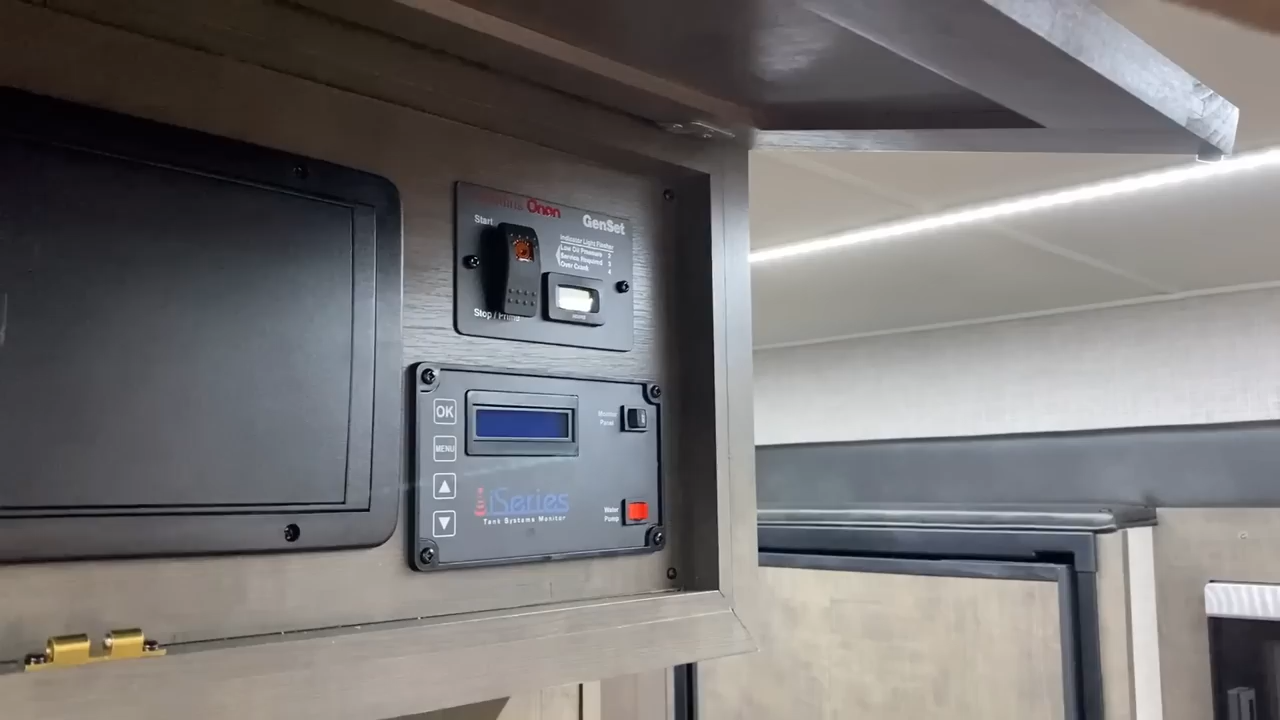 Onan
GenSet
Start
Indicator Light Flashes
Low Oil Pressure 2
Service Required 3
Over Crank 4
Stop / Prime
OK
MENU
Monitor
Panel
iSeries
Tank Systems Monitor
Water
Pump